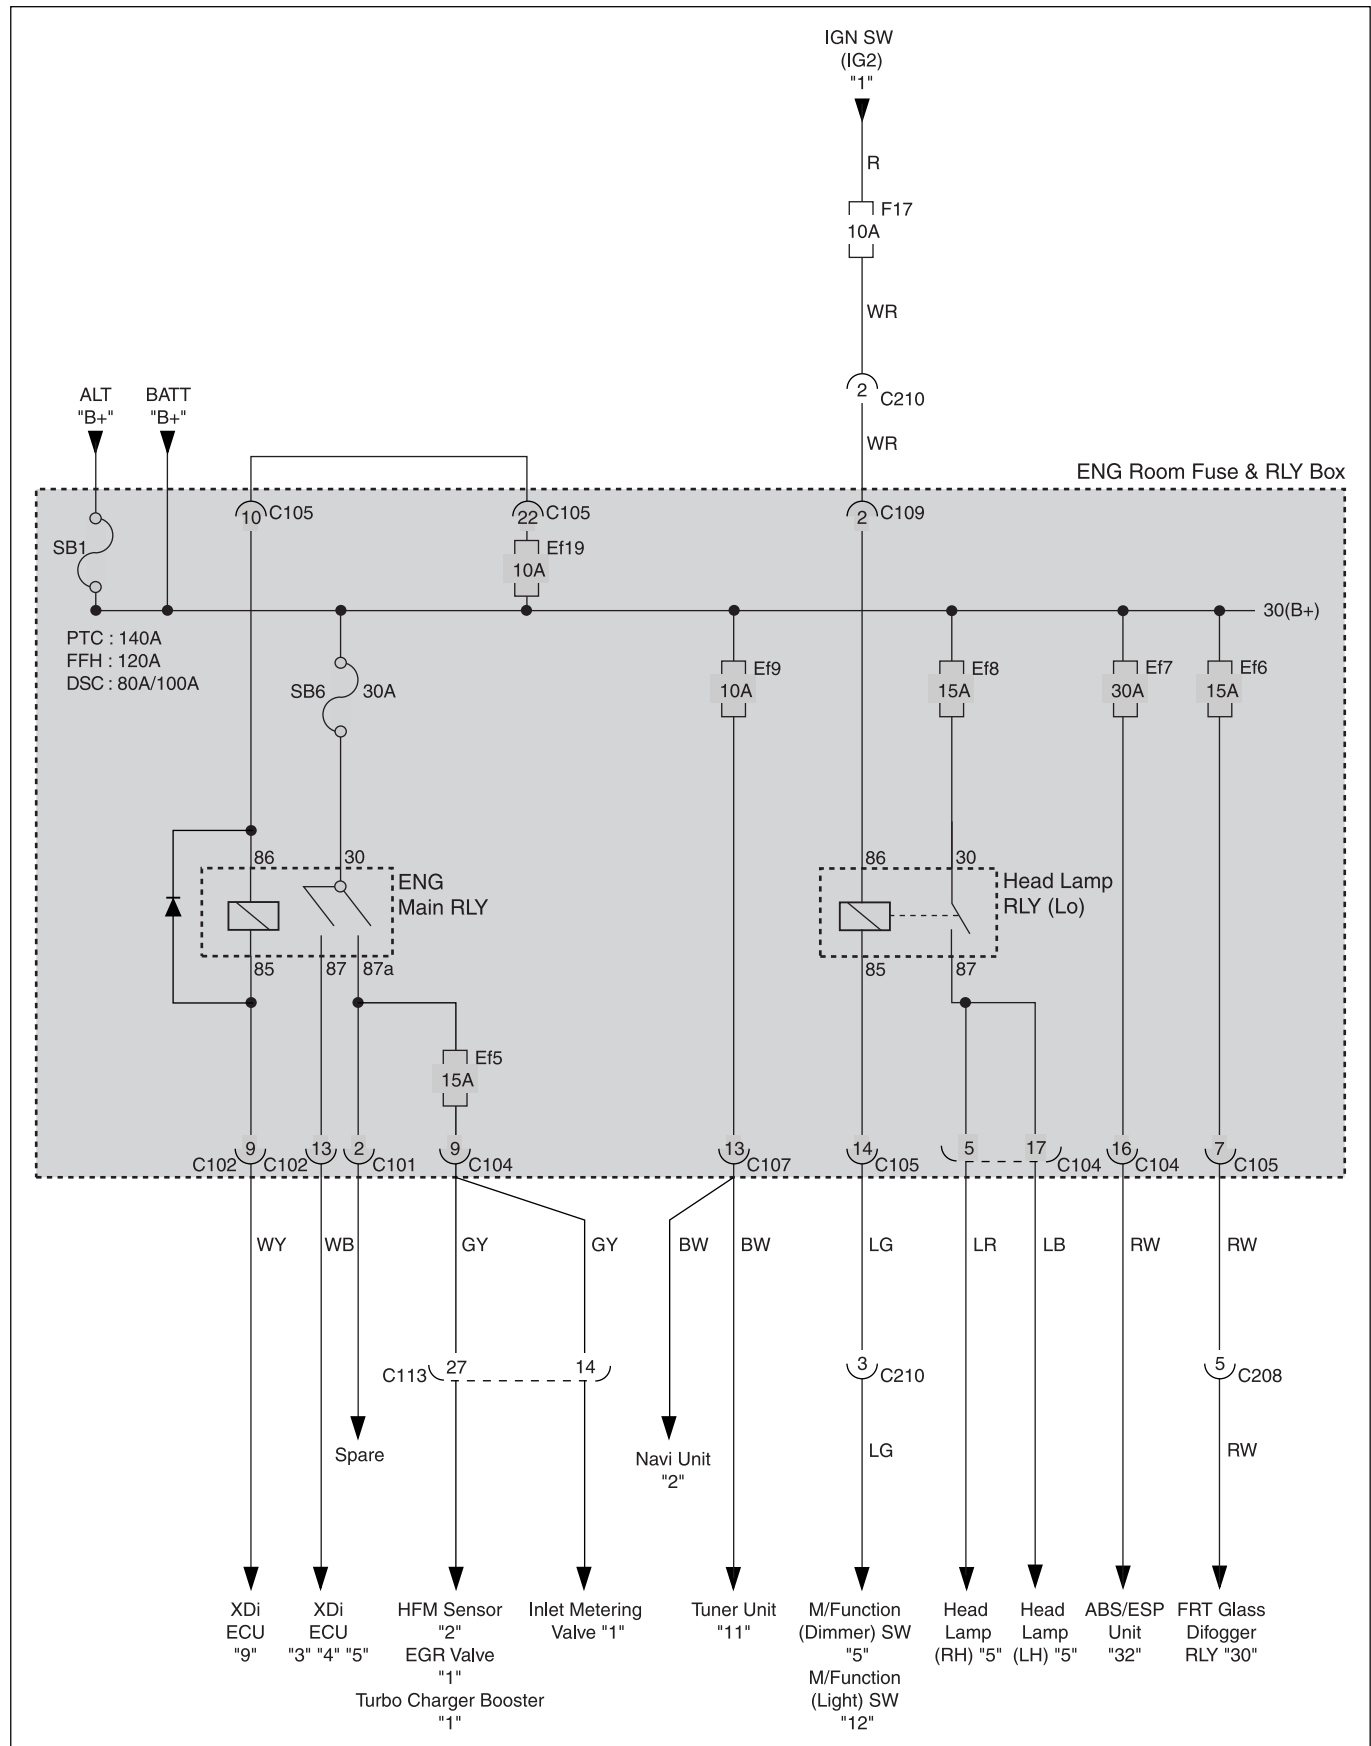 IGN SW
(IG2)
"1"
R
F17
10A
WR
2
C210
WR
ALT
"B+"
BATT
"B+"
ENG Room Fuse & RLY Box
10
C105
22
C105
2
C109
SB1
Ef19
10A
30(B+)
PTC : 140A
FFH : 120A
DSC : 80A/100A
SB6
30A
Ef9
10A
Ef8
15A
Ef7
30A
Ef6
15A
86
30
ENG
Main RLY
85
87
87a
86
30
Head Lamp
RLY (Lo)
85
87
Ef5
15A
9
C102
13
C102
2
C101
9
C104
13
C107
14
C105
5
17
C104
16
C104
7
C105
WY
WB
GY
GY
BW
BW
LG
LR
LB
RW
RW
C113
27
14
3
C210
5
C208
Spare
Navi Unit
"2"
LG
RW
XDi
ECU
"9"
XDi
ECU
"3" "4" "5"
HFM Sensor
"2"
EGR Valve
"1"
Turbo Charger Booster
"1"
Inlet Metering
Valve "1"
Tuner Unit
"11"
M/Function
(Dimmer) SW
"5"
M/Function
(Light) SW
"12"
Head
Lamp
(RH) "5"
Head
Lamp
(LH) "5"
ABS/ESP
Unit
"32"
FRT Glass
Difogger
RLY "30"